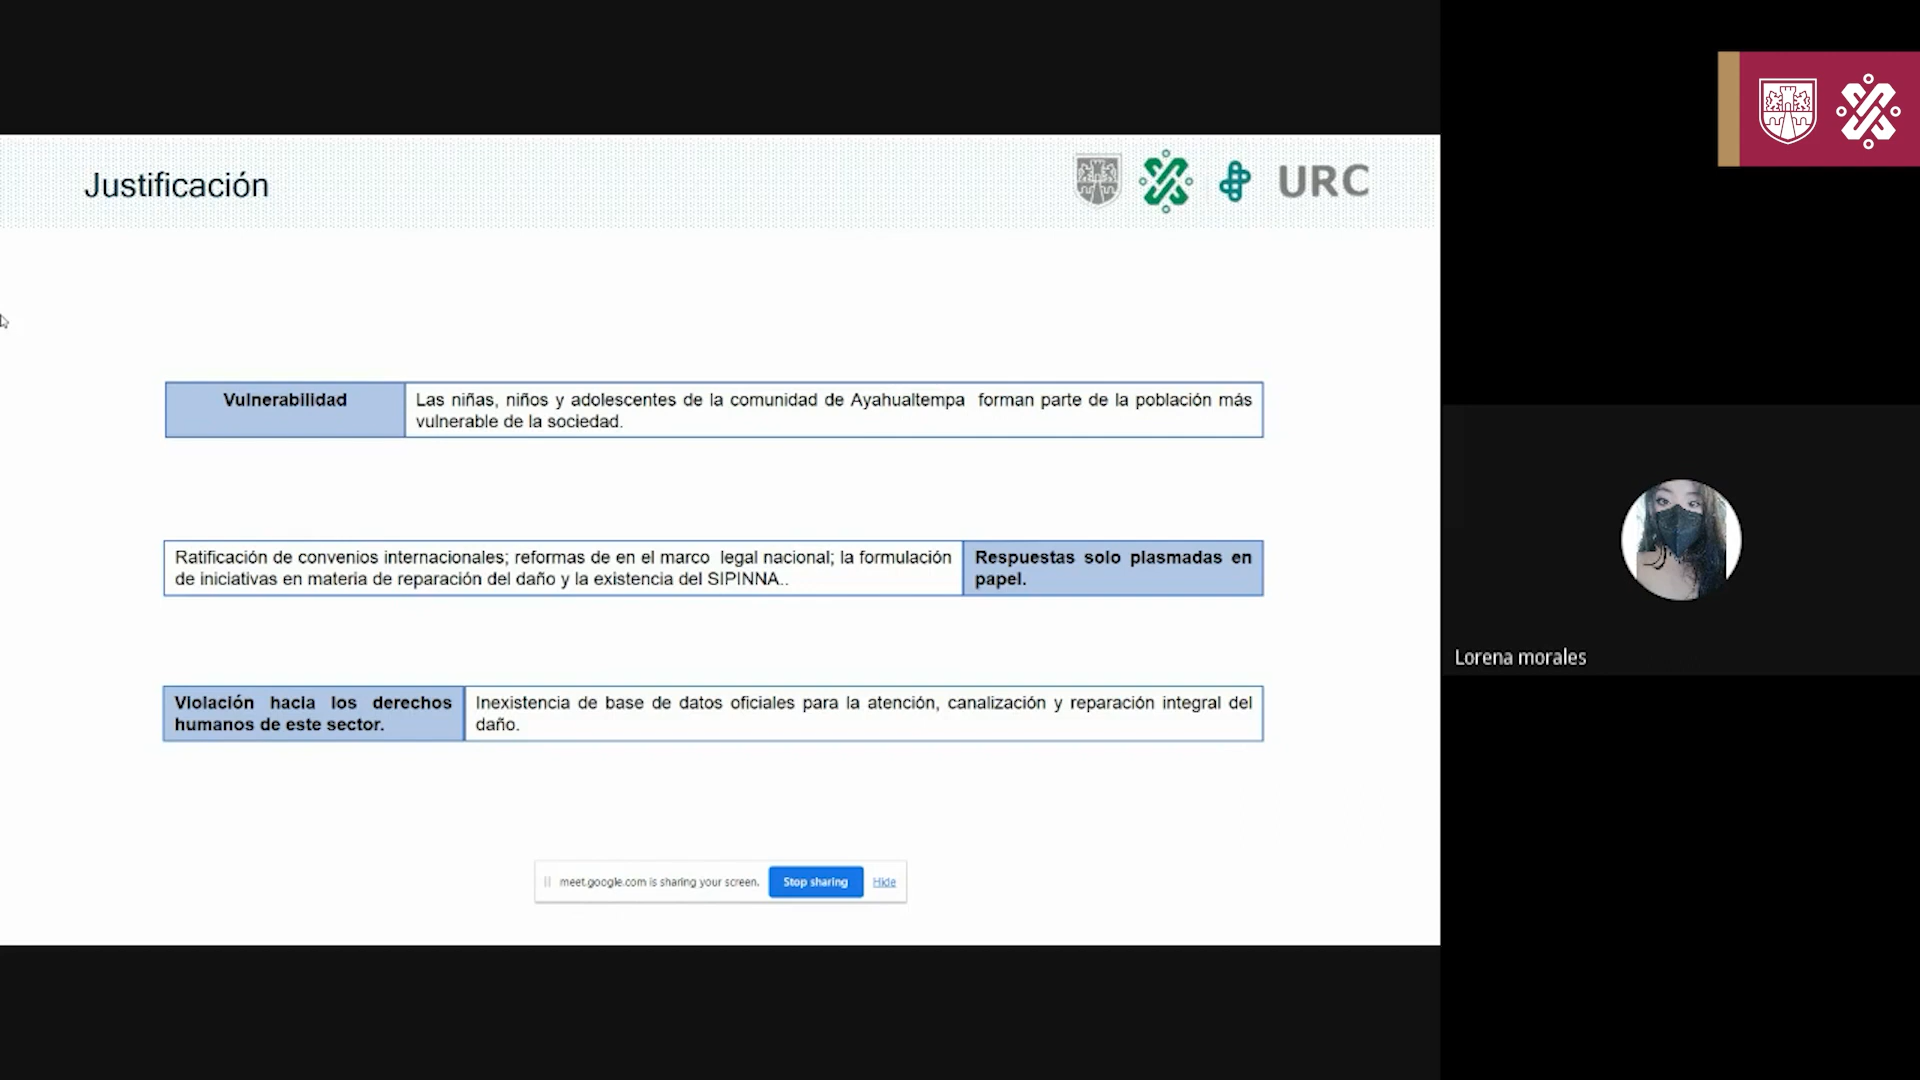 Justificación
URC
Vulnerabilidad
Las niñas, niños y adolescentes de la comunidad de Ayahualtempa forman parte de la población más
vulnerable de la sociedad.
Ratificación de convenios internacionales; reformas de en el marco legal nacional; la formulación
de iniciativas en materia de reparación del daño y la existencia del SIPINNA..
Respuestas solo plasmadas en
papel.
Violación hacia los derechos
humanos de este sector.
Inexistencia de base de datos oficiales para la atención, canalización y reparación integral del
daño.
meet.google.com is sharing your screen.
Stop sharing
Hide
Lorena morales